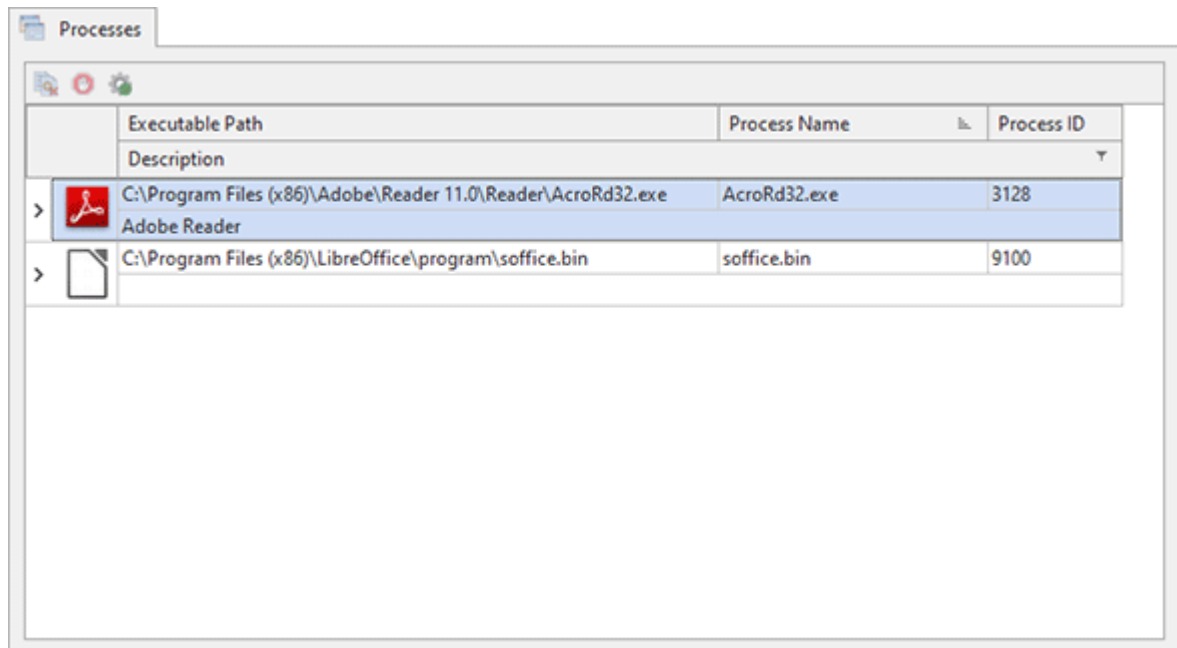 Processes
Executable Path Process Name Process ID
Description
C:\Program Files (x86)\Adobe\Reader 11.0\Reader\AcroRd32.exe AcroRd32.exe 3128
Adobe Reader
C:\Program Files (x86)\LibreOffice\program\soffice.bin soffice.bin 9100